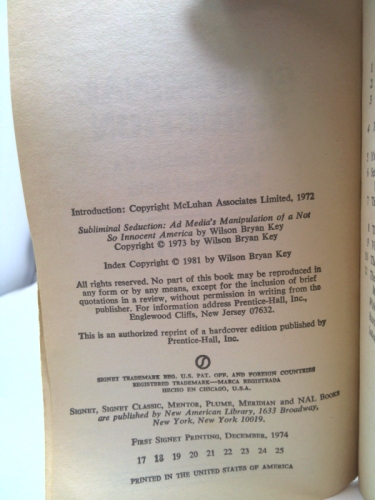 Introduction: Copyright McLuhan Associates Limited, 1972
Subliminal Seduction: Ad Media's Manipulation of a Not
So Innocent America by Wilson Bryan Key
Copyright © 1973 by Wilson Bryan Key
Index Copyright © 1981 by Wilson Bryan Key
All rights reserved. No part of this book may be reproduced in
any form or by any means, except for the inclusion of brief
quotations in a review, without permission in writing from the
publisher. For information address Prentice-Hall, Inc.,
Englewood Cliffs, New Jersey 07632.
This is an authorized reprint of a hardcover edition published by
Prentice-Hall, Inc.
SIGNET TRADEMARK REG. U.S. PAT. OFF. AND FOREIGN COUNTRIES
REGISTERED TRADEMARK—MARCA REGISTRADA
HECHO EN CHICAGO, U.S.A.
SIGNET, SIGNET CLASSIC, MENTOR, PLUME, MERIDIAN and NAL BOOKS
are published by New American Library, 1633 Broadway,
New York, New York 10019.
FIRST SIGNET PRINTING, DECEMBER, 1974
17 18 19 20 21 22 23 24 25
PRINTED IN THE UNITED STATES OF AMERICA